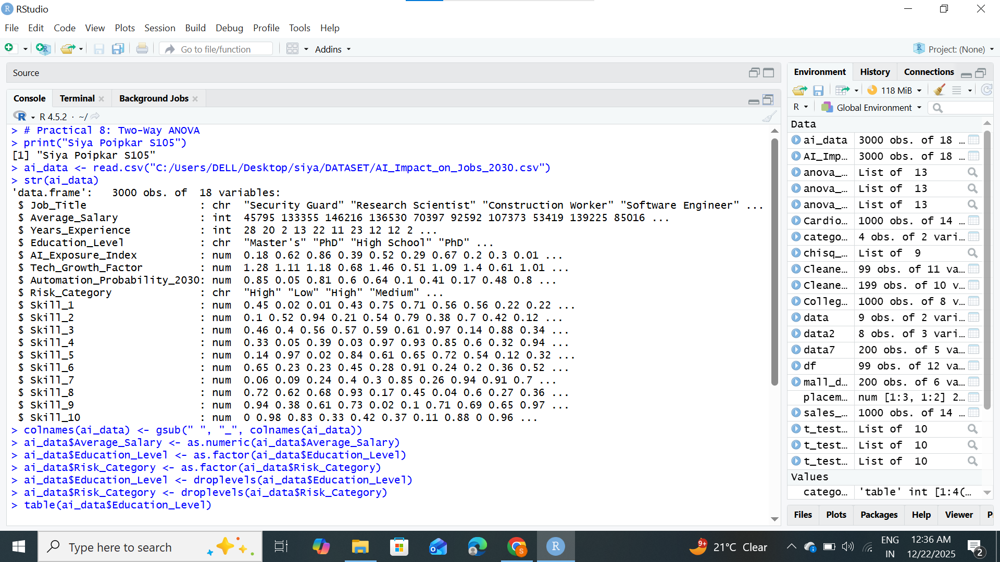 RStudio
File Edit Code View Plots Session Build Debug Profile Tools Help
Go to file/function
Addins
Project: (None)
Source
Console Terminal Background Jobs
R 4.5.2 · ~/
> # Practical 8: Two-Way ANOVA
> print("Siya Poipkar S105")
[1] "Siya Poipkar S105"
> ai_data <- read.csv("C:/Users/DELL/Desktop/siya/DATASET/AI_Impact_on_Jobs_2030.csv")
> str(ai_data)
'data.frame':   3000 obs. of  18 variables:
 $ Job_Title                  : chr  "Security Guard" "Research Scientist" "Construction Worker" "Software Engineer" ...
 $ Average_Salary             : int  45795 133355 146216 136530 70397 92592 107373 53419 139225 85016 ...
 $ Years_Experience           : int  28 20 2 13 22 11 23 12 12 2 ...
 $ Education_Level            : chr  "Master's" "PhD" "High School" "PhD" ...
 $ AI_Exposure_Index          : num  0.18 0.62 0.86 0.39 0.52 0.29 0.67 0.2 0.3 0.01 ...
 $ Tech_Growth_Factor         : num  1.28 1.11 1.18 0.68 1.46 0.51 1.09 1.4 0.61 1.01 ...
 $ Automation_Probability_2030: num  0.85 0.05 0.81 0.6 0.64 0.1 0.41 0.17 0.48 0.8 ...
 $ Risk_Category              : chr  "High" "Low" "High" "Medium" ...
 $ Skill_1                    : num  0.45 0.02 0.01 0.43 0.75 0.71 0.56 0.56 0.22 0.22 ...
 $ Skill_2                    : num  0.1 0.52 0.94 0.21 0.54 0.79 0.38 0.7 0.42 0.12 ...
 $ Skill_3                    : num  0.46 0.4 0.56 0.57 0.59 0.61 0.97 0.14 0.88 0.34 ...
 $ Skill_4                    : num  0.33 0.05 0.39 0.03 0.97 0.93 0.85 0.6 0.32 0.94 ...
 $ Skill_5                    : num  0.14 0.97 0.02 0.84 0.61 0.65 0.72 0.54 0.12 0.32 ...
 $ Skill_6                    : num  0.65 0.23 0.23 0.45 0.28 0.91 0.24 0.2 0.36 0.52 ...
 $ Skill_7                    : num  0.06 0.09 0.24 0.4 0.3 0.85 0.26 0.94 0.91 0.7 ...
 $ Skill_8                    : num  0.72 0.62 0.68 0.93 0.17 0.45 0.04 0.6 0.27 0.36 ...
 $ Skill_9                    : num  0.94 0.38 0.61 0.73 0.02 0.1 0.71 0.69 0.65 0.97 ...
 $ Skill_10                   : num  0 0.98 0.83 0.33 0.42 0.37 0.11 0.88 0 0.96 ...
> colnames(ai_data) <- gsub(" ", "_", colnames(ai_data))
> ai_data$Average_Salary <- as.numeric(ai_data$Average_Salary)
> ai_data$Education_Level <- as.factor(ai_data$Education_Level)
> ai_data$Risk_Category <- as.factor(ai_data$Risk_Category)
> ai_data$Education_Level <- droplevels(ai_data$Education_Level)
> ai_data$Risk_Category <- droplevels(ai_data$Risk_Category)
> table(ai_data$Education_Level)
Environment History Connections
118 MiB
R Global Environment
Data
ai_data 3000 obs. of 18 …
AI_Imp… 3000 obs. of 18 …
anova_… List of  13
anova_… List of  13
anova_… List of  13
Cardio… 1000 obs. of 14 …
catego… 4 obs. of 2 vari…
chisq_… List of  9
Cleane… 99 obs. of 11 va…
Cleane… 199 obs. of 10 v…
Colleg… 1000 obs. of 8 v…
data 9 obs. of 2 vari…
data2 8 obs. of 3 vari…
data7 200 obs. of 5 va…
df 99 obs. of 12 va…
mall_d… 200 obs. of 6 va…
placem… num [1:3, 1:2] 2…
sales_… 1000 obs. of 14 …
t_test… List of  10
t_test… List of  10
t_test… List of  10
Values
catego… 'table' int [1:4(…
Files Plots Packages Help Viewer
Type here to search
9+
21°C Clear
ENG
IN
12:36 AM
12/22/2025
2